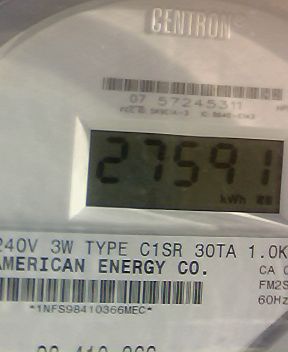 CENTRON®
07 57245311
27591
kWh
240V 3W TYPE C1SR 30TA 1.0K
AMERICAN ENERGY CO.
CA 0
FM2S
60Hz
*1NFS98410366MEC*